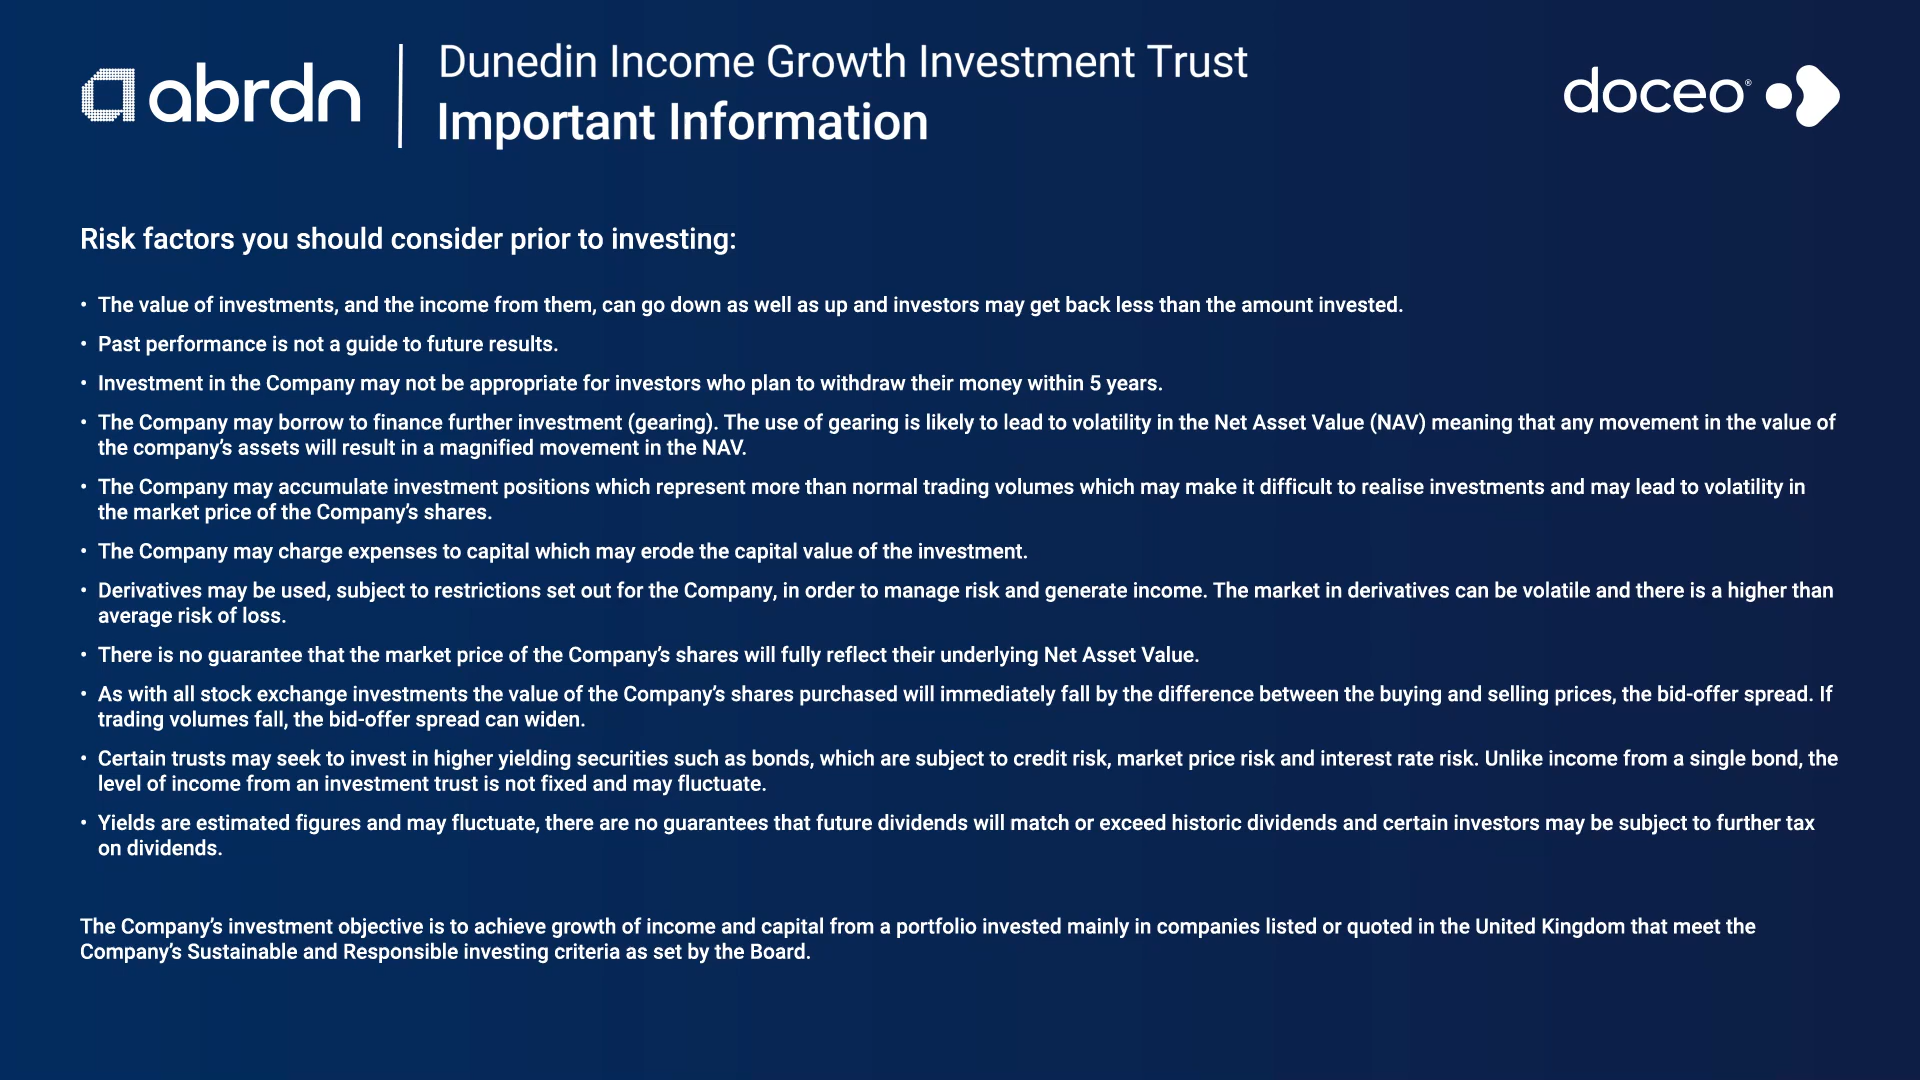 abrdn
Dunedin Income Growth Investment Trust
Important Information
doceo®
Risk factors you should consider prior to investing:
• The value of investments, and the income from them, can go down as well as up and investors may get back less than the amount invested.
• Past performance is not a guide to future results.
• Investment in the Company may not be appropriate for investors who plan to withdraw their money within 5 years.
• The Company may borrow to finance further investment (gearing). The use of gearing is likely to lead to volatility in the Net Asset Value (NAV) meaning that any movement in the value of
the company’s assets will result in a magnified movement in the NAV.
• The Company may accumulate investment positions which represent more than normal trading volumes which may make it difficult to realise investments and may lead to volatility in
the market price of the Company’s shares.
• The Company may charge expenses to capital which may erode the capital value of the investment.
• Derivatives may be used, subject to restrictions set out for the Company, in order to manage risk and generate income. The market in derivatives can be volatile and there is a higher than
average risk of loss.
• There is no guarantee that the market price of the Company’s shares will fully reflect their underlying Net Asset Value.
• As with all stock exchange investments the value of the Company’s shares purchased will immediately fall by the difference between the buying and selling prices, the bid-offer spread. If
trading volumes fall, the bid-offer spread can widen.
• Certain trusts may seek to invest in higher yielding securities such as bonds, which are subject to credit risk, market price risk and interest rate risk. Unlike income from a single bond, the
level of income from an investment trust is not fixed and may fluctuate.
• Yields are estimated figures and may fluctuate, there are no guarantees that future dividends will match or exceed historic dividends and certain investors may be subject to further tax
on dividends.
The Company’s investment objective is to achieve growth of income and capital from a portfolio invested mainly in companies listed or quoted in the United Kingdom that meet the
Company’s Sustainable and Responsible investing criteria as set by the Board.